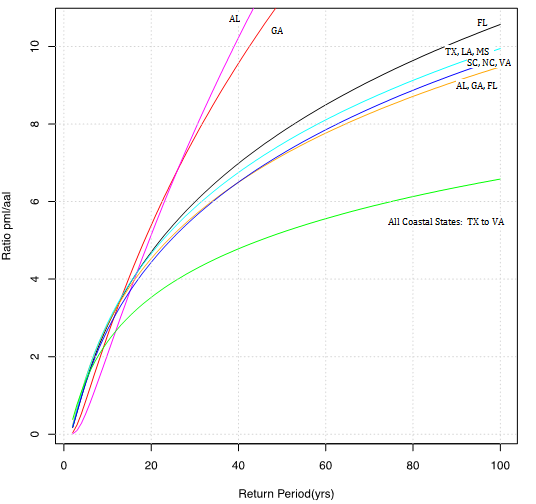 AL
GA
FL
TX, LA, MS
SC, NC, VA
AL, GA, FL
All Coastal States: TX to VA
Ratio pml/aal
10
8
6
4
2
0
0 20 40 60 80 100
Return Period(yrs)